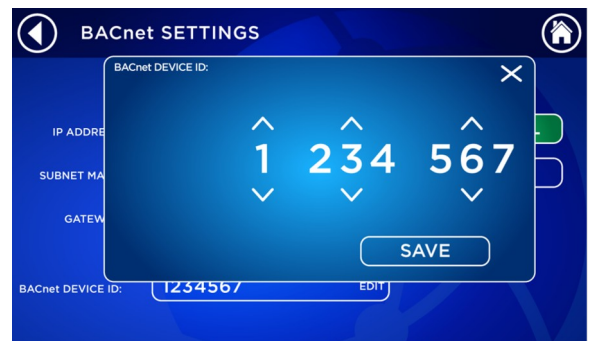 BACnet SETTINGS
BACnet DEVICE ID:
IP ADDRE
1 234 567
SUBNET MA
GATEW
SAVE
BACnet DEVICE ID: 1234567 EDIT